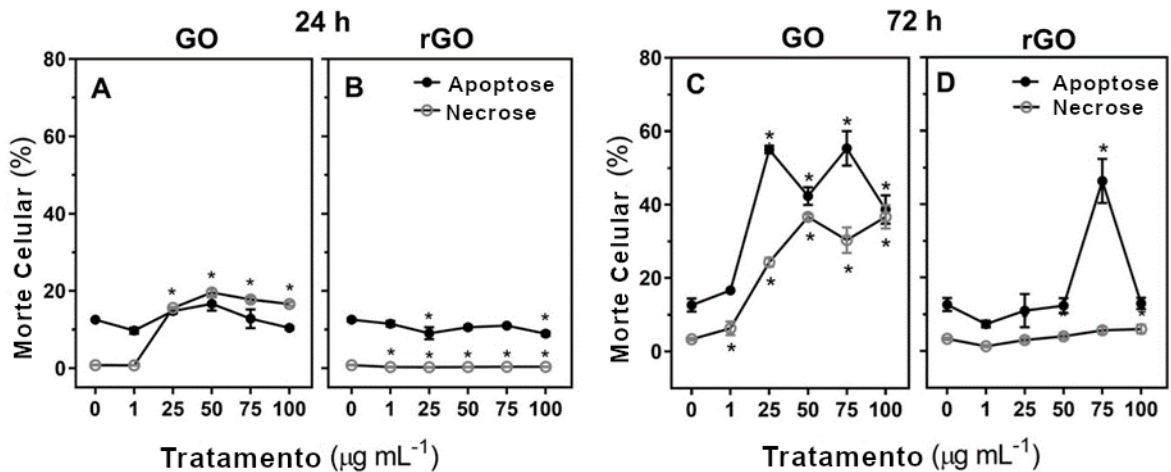 24 h
GO
rGO
72 h
GO
rGO
Morte Celular (%)
80
60
40
20
0
A
B
Apoptose
Necrose
*
*
*
*
*
*
*
*
*
*
*
0 1 25 50 75 100
0 1 25 50 75 100
Tratamento (µg mL⁻¹)
Morte Celular (%)
80
60
40
20
0
C
D
Apoptose
Necrose
*
*
*
*
*
*
*
*
*
*
*
0 1 25 50 75 100
0 1 25 50 75 100
Tratamento (µg mL⁻¹)